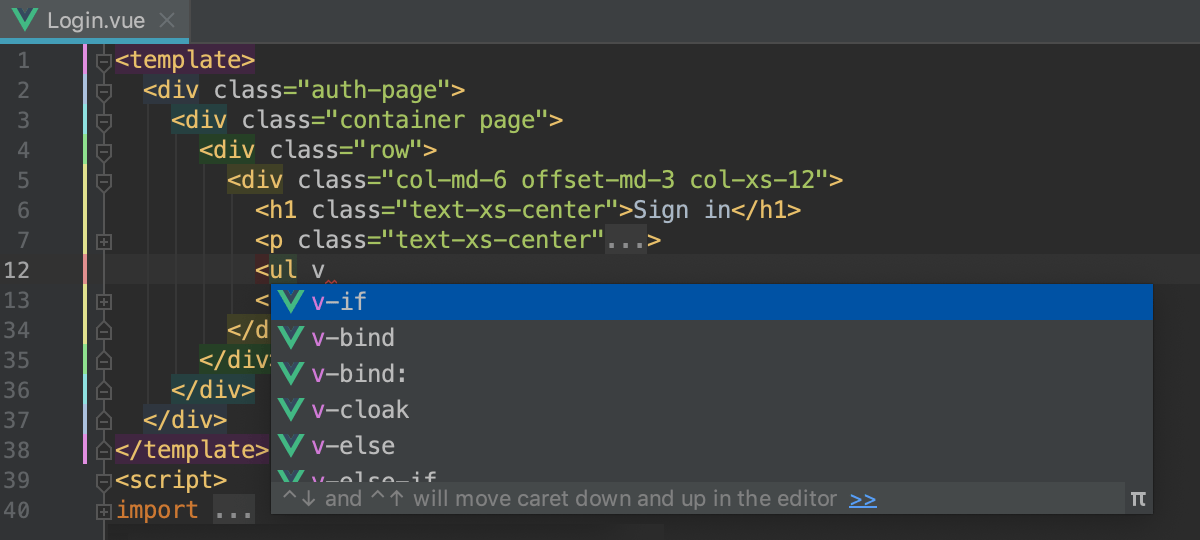 Login.vue
1 <template>
2 <div class="auth-page">
3 <div class="container page">
4 <div class="row">
5 <div class="col-md-6 offset-md-3 col-xs-12">
6 <h1 class="text-xs-center">Sign in</h1>
7 <p class="text-xs-center"...>
12 <ul v
13 <
v-if
34 </d
v-bind
35 </div>
v-bind:
36 </div>
v-cloak
37 </div>
v-else
38 </template>
v-else-if
39 <script>
^↓ and ^↑ will move caret down and up in the editor >> π
40 import ...